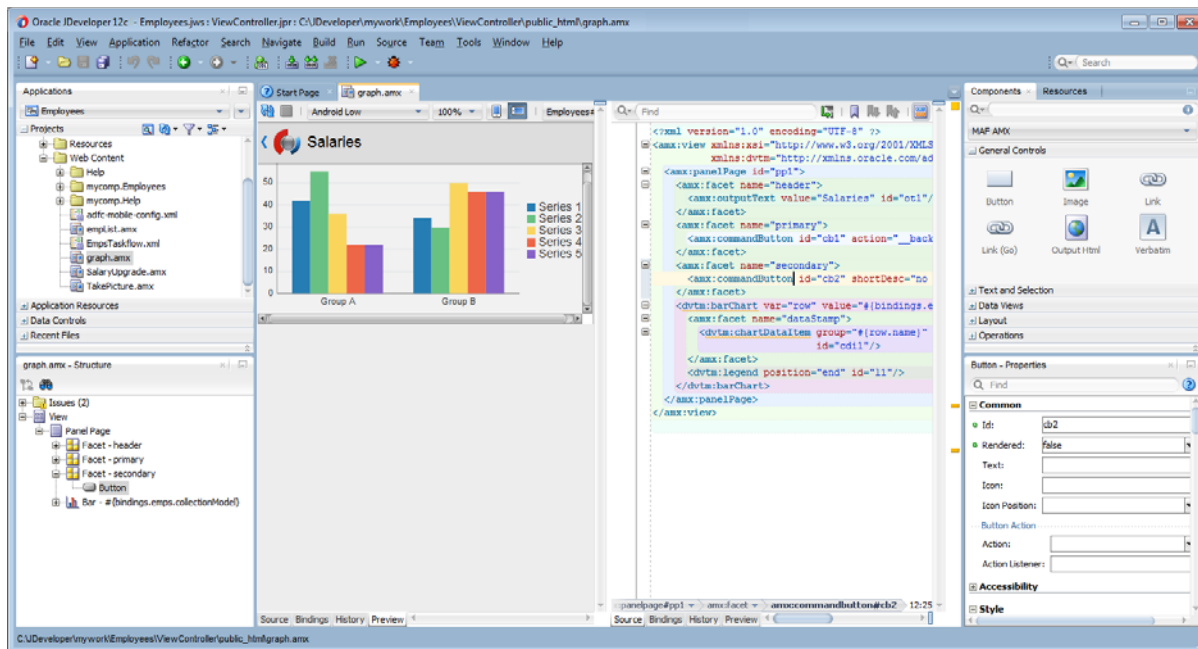 Oracle JDeveloper 12c - Employees.jws : ViewController.jpr : C:\JDeveloper\mywork\Employees\ViewController\public_html\graph.amx
File Edit View Application Refactor Search Navigate Build Run Source Team Tools Window Help
Search
Applications
Employees
Projects
Resources
Web Content
Help
mycomp.Employees
mycomp.Help
adfc-mobile-config.xml
empList.amx
EmpsTaskflow.xml
graph.amx
SalaryUpgrade.amx
TakePicture.amx
Application Resources
Data Controls
Recent Files
graph.amx - Structure
Issues (2)
View
Panel Page
Facet - header
Facet - primary
Facet - secondary
Button
Bar - #{bindings.emps.collectionModel}
Start Page
graph.amx
Android Low 100% Employees
Salaries
50
40
30
20
10
0
Group A Group B
Series 1
Series 2
Series 3
Series 4
Series 5
Source Bindings History Preview
Find
<?xml version="1.0" encoding="UTF-8" ?>
<amx:view xmlns:xsi="http://www.w3.org/2001/XMLS
xmlns:dvtm="http://xmlns.oracle.com/ad
<amx:panelPage id="pp1">
<amx:facet name="header">
<amx:outputText value="Salaries" id="ot1"/
</amx:facet>
<amx:facet name="primary">
<amx:commandButton id="cb1" action="__back
</amx:facet>
<amx:facet name="secondary">
<amx:commandButton id="cb2" shortDesc="no
</amx:facet>
<dvtm:barChart var="row" value="#{bindings.e
<amx:facet name="dataStamp">
<dvtm:chartDataItem group="#{row.name}"
id="cdi1"/>
</amx:facet>
<dvtm:legend position="end" id="l1"/>
</dvtm:barChart>
</amx:panelPage>
</amx:view>
panelpage#pp1 amx:facet amx:commandbutton#cb2 12:25
Source Bindings History Preview
Components Resources
MAF AMX
General Controls
Button Image Link
Link (Go) Output Html Verbatim
Text and Selection
Data Views
Layout
Operations
Button - Properties
Find
Common
Id: cb2
Rendered: false
Text:
Icon:
Icon Position:
Button Action
Action:
Action Listener:
Accessibility
Style
C:\JDeveloper\mywork\Employees\ViewController\public_html\graph.amx